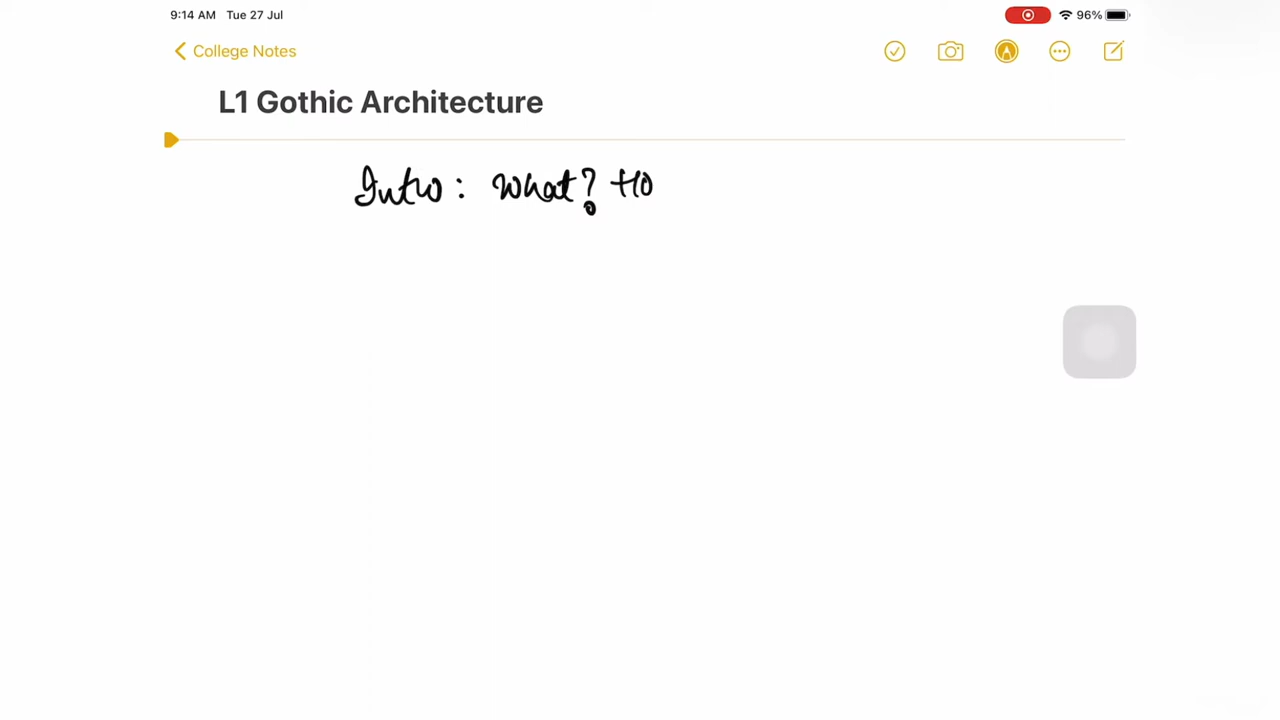 9:14 AM Tue 27 Jul 96%
College Notes
L1 Gothic Architecture
Intro: What? Ho